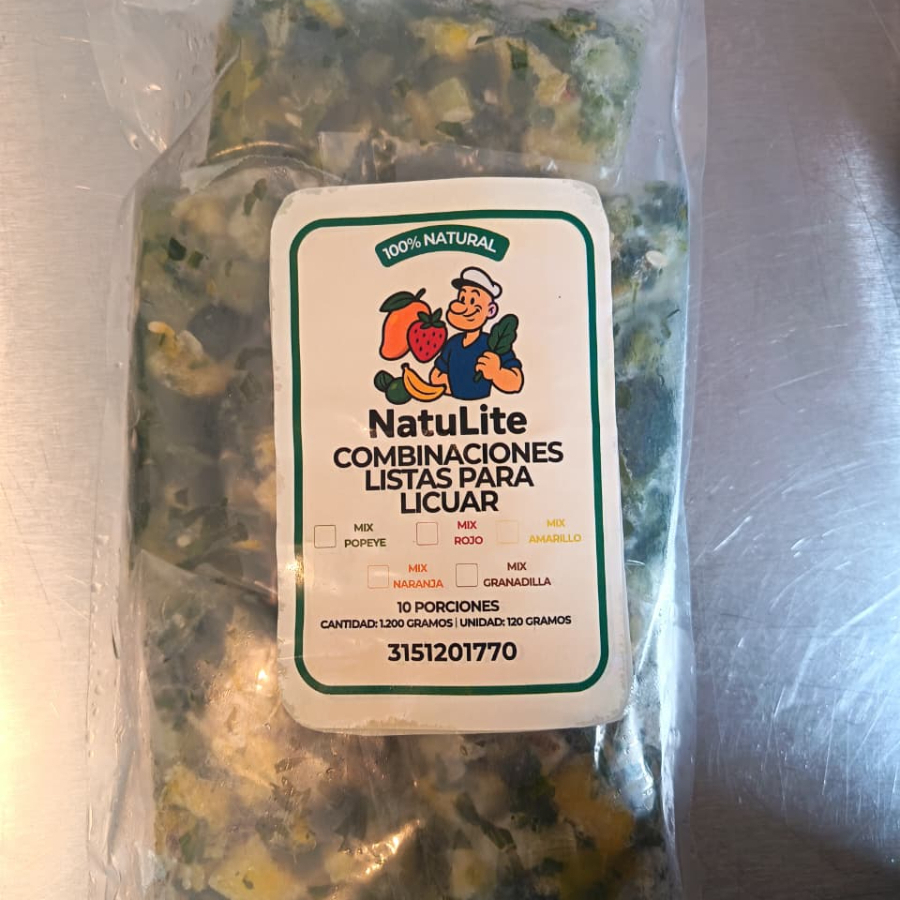 100% NATURAL
NatuLite
COMBINACIONES
LISTAS PARA
LICUAR
MIX POPEYE MIX ROJO MIX AMARILLO
MIX NARANJA MIX GRANADILLA
10 PORCIONES
CANTIDAD: 1.200 GRAMOS | UNIDAD: 120 GRAMOS
3151201770